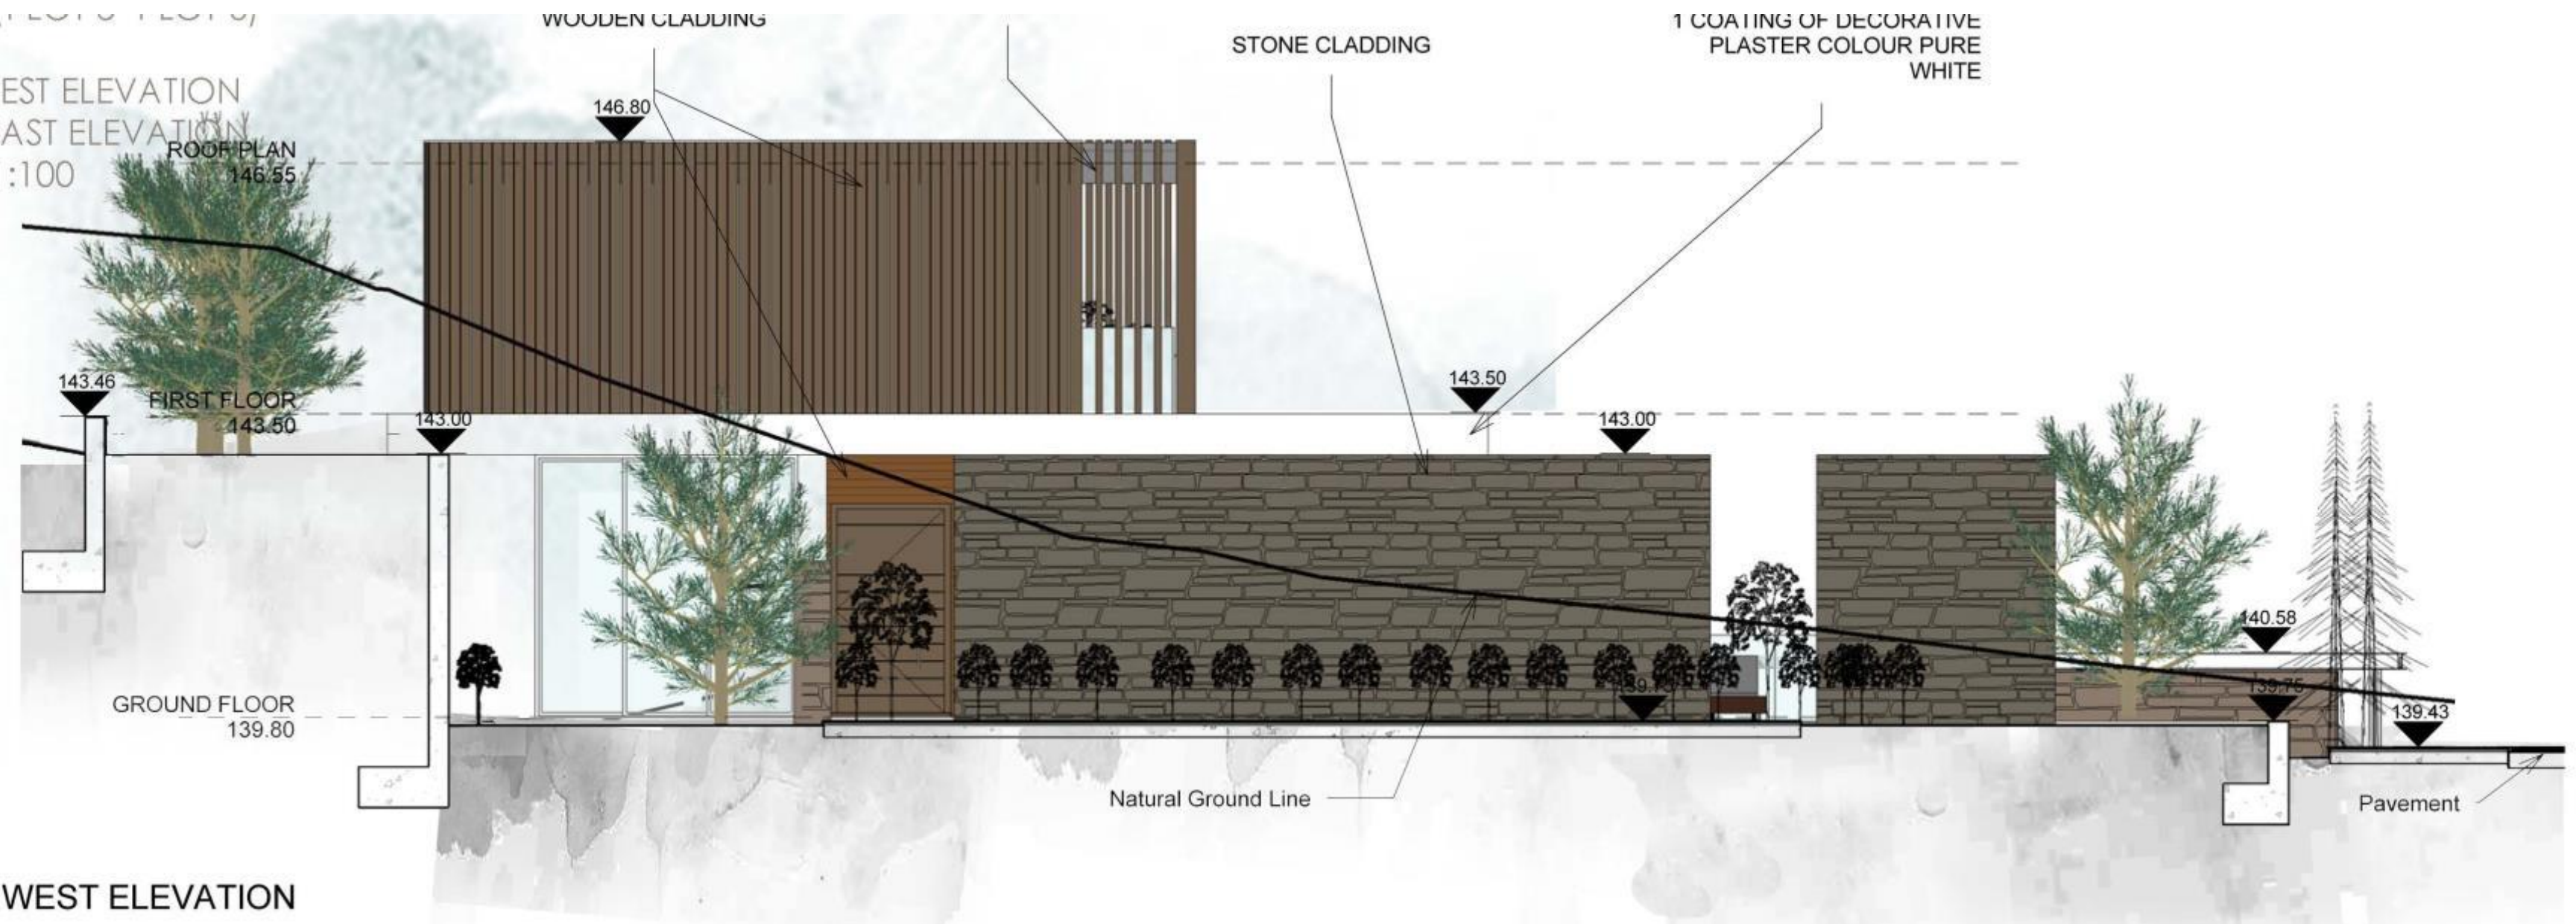 WOODEN CLADDING
1 COATING OF DECORATIVE
PLASTER COLOUR PURE
WHITE
STONE CLADDING
EST ELEVATION
AST ELEVATION
:100
146.80
ROOF PLAN
146.55
143.46
FIRST FLOOR
143.50
143.00
143.50
143.00
140.58
139.75
139.43
GROUND FLOOR
139.80
Natural Ground Line
Pavement
WEST ELEVATION